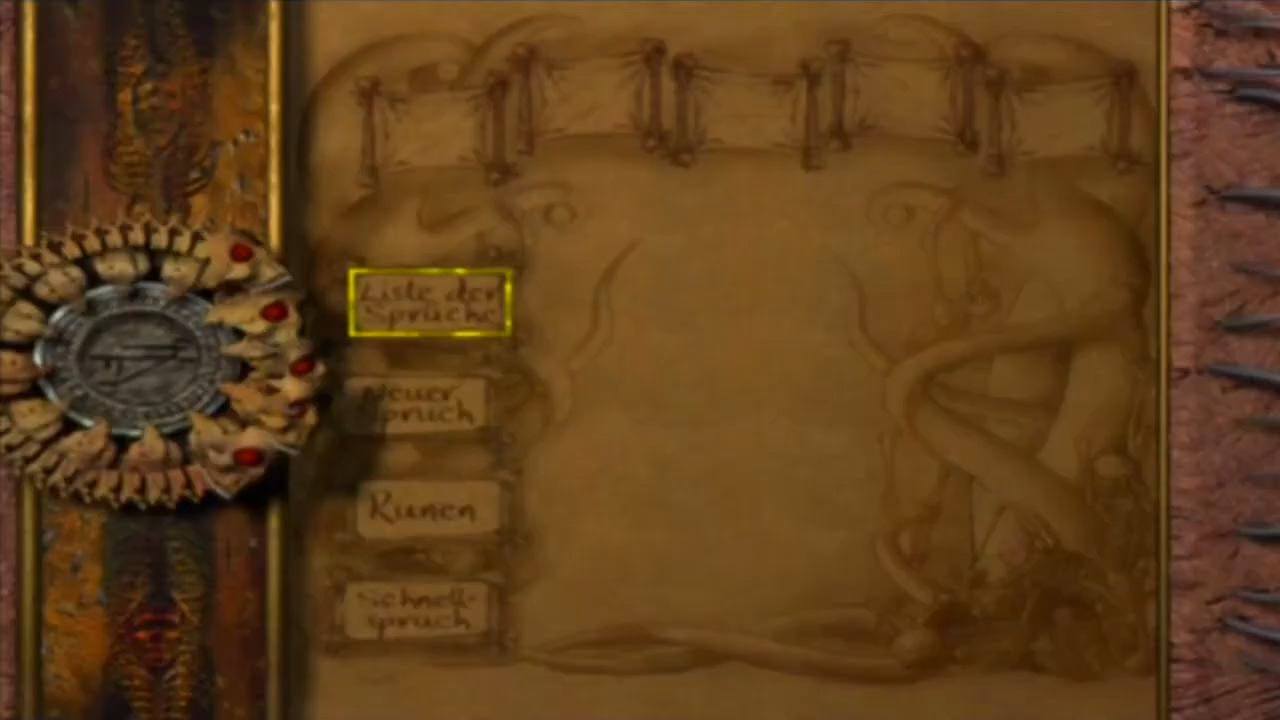 Liste der
Sprüche
Neuer
Spruch
Runen
Schnell-
spruch